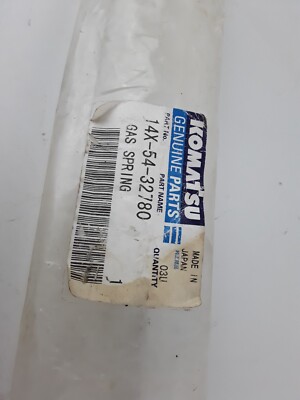 KOMATSU
GENUINE PARTS
PART No.
14X-54-32780
PART NAME
GAS SPRING
MADE IN
JAPAN
03U
QUANTITY
1